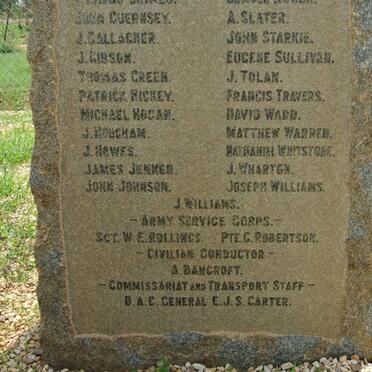 JOHN GUERNSEY. A. SLATER.
J. GALLAGHER. JOHN STARKIE.
J. GIBSON. EUGENE SULLIVAN.
THOMAS GREEN. J. TOLAN.
PATRICK HICKEY. FRANCIS TRAVERS.
MICHAEL HOGAN. DAVID WARD.
J. HOUGHAM. MATTHEW WARREN.
J. HOWES. NATHANIEL WHITSTONE.
JAMES JENNER. J. WHARTON.
JOHN JOHNSON. JOSEPH WILLIAMS.
J. WILLIAMS.
– ARMY SERVICE CORPS. –
SGT. W. E. ROLLINGS. PTE. G. ROBERTSON.
– CIVILIAN CONDUCTOR –
A. BANCROFT.
– COMMISSARIAT AND TRANSPORT STAFF –
D. A. C. GENERAL E. J. S. CARTER.